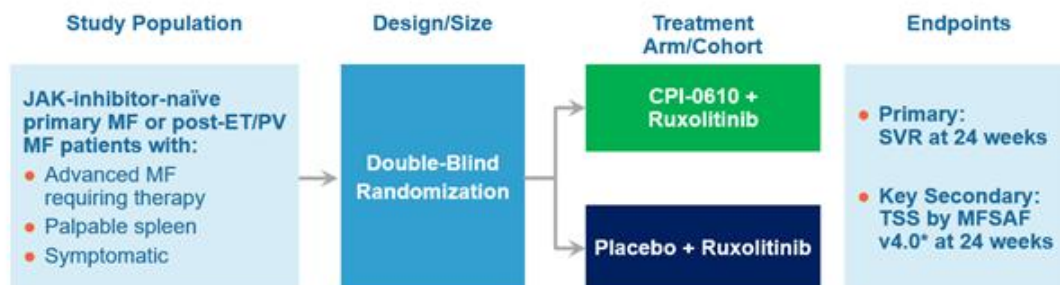 Study Population
Design/Size
Treatment
Arm/Cohort
Endpoints
JAK-inhibitor-naïve
primary MF or post-ET/PV
MF patients with:
• Advanced MF
requiring therapy
• Palpable spleen
• Symptomatic
Double-Blind
Randomization
CPI-0610 +
Ruxolitinib
Placebo + Ruxolitinib
• Primary:
SVR at 24 weeks
• Key Secondary:
TSS by MFSAF
v4.0* at 24 weeks